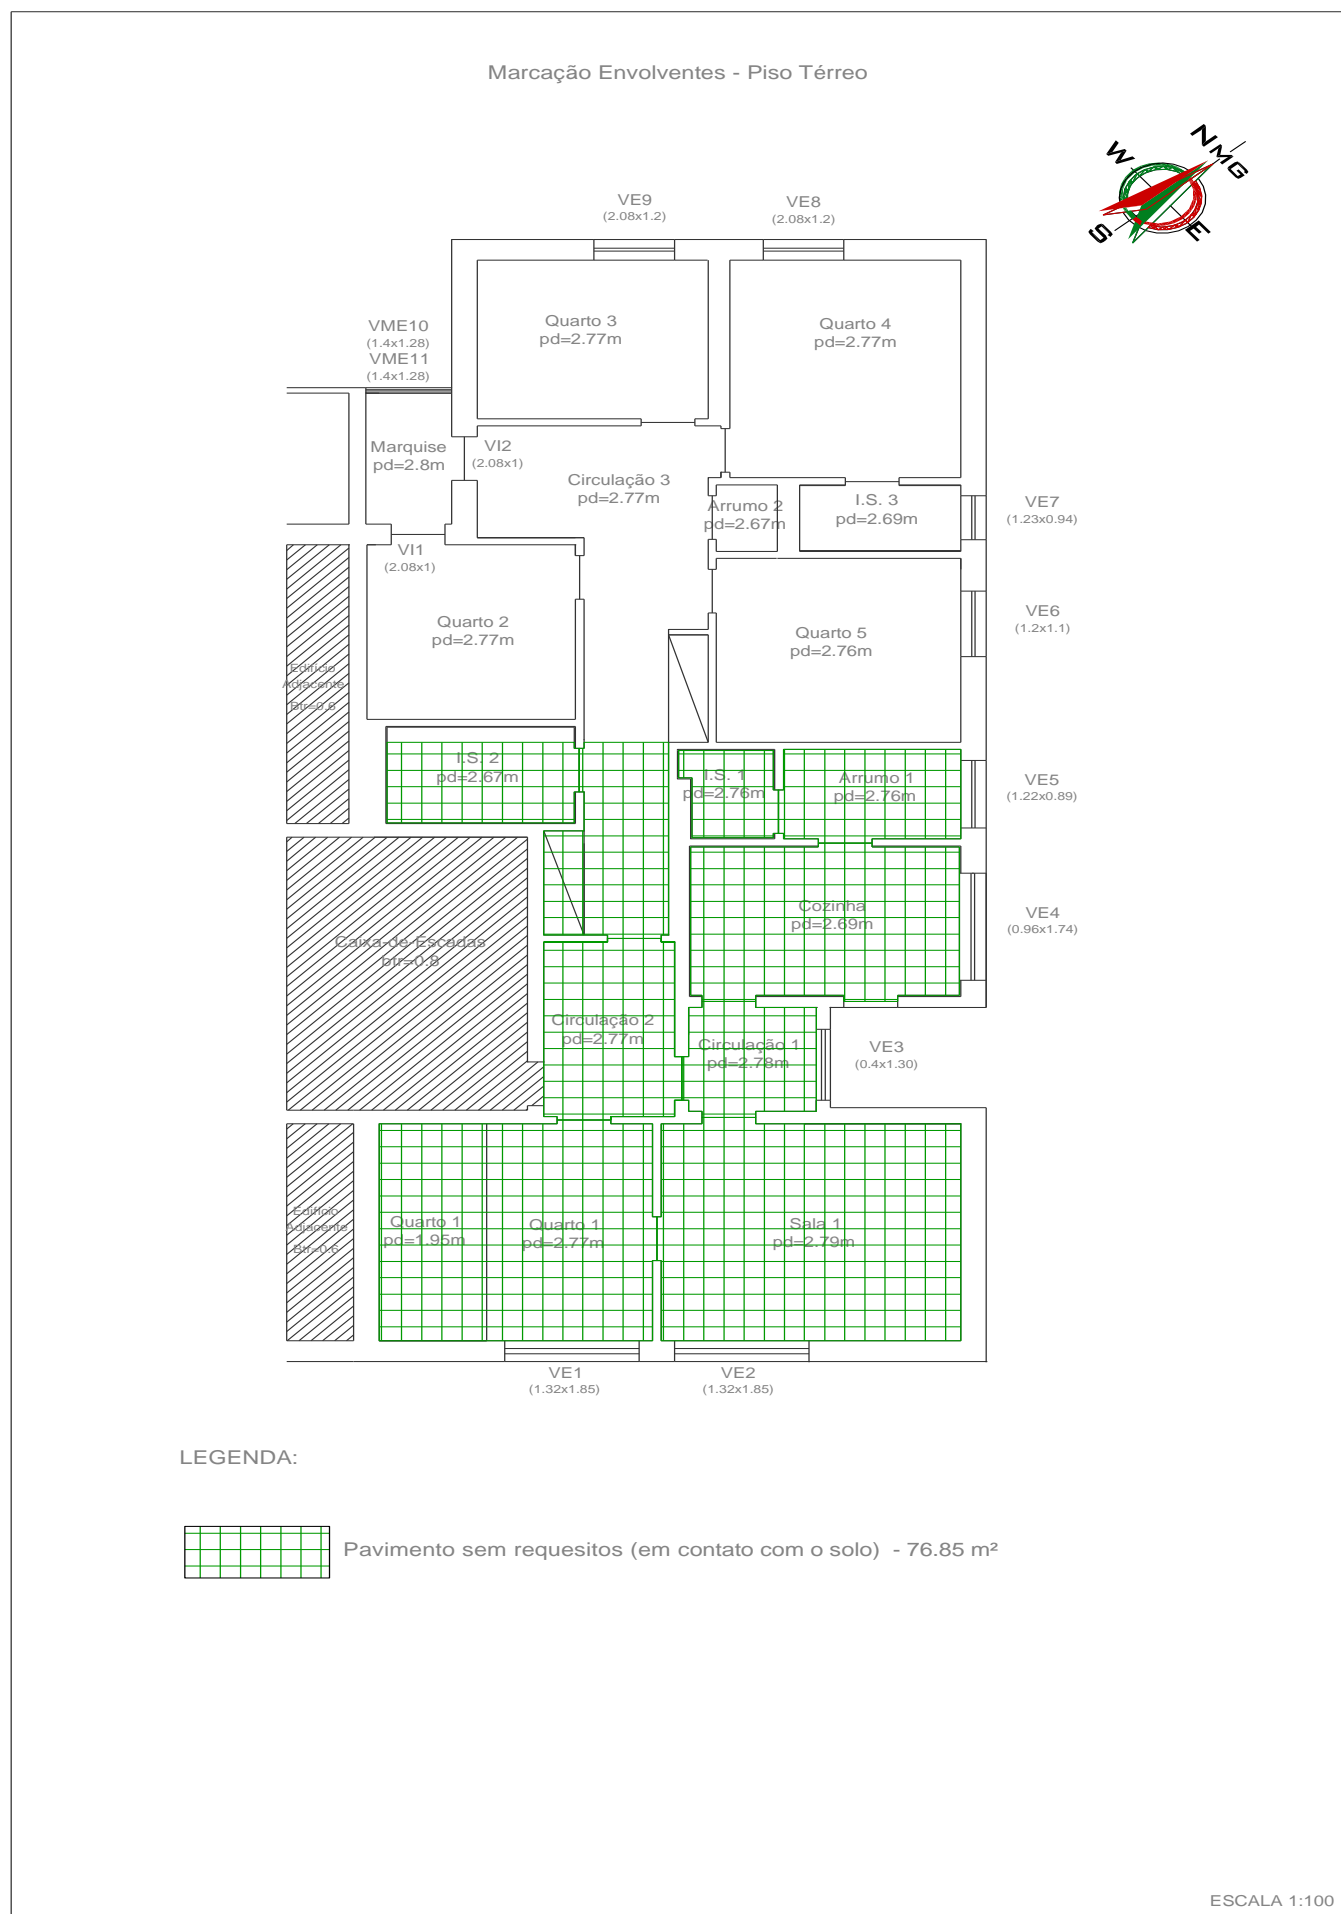 Marcação Envolventes - Piso Térreo
N
MG
W
S
E
VE9
(2.08x1.2)
VE8
(2.08x1.2)
Quarto 3
pd=2.77m
Quarto 4
pd=2.77m
VME10
(1.4x1.28)
VME11
(1.4x1.28)
Marquise
pd=2.8m
VI2
(2.08x1)
Circulação 3
pd=2.77m
Arrumo 2
pd=2.67m
I.S. 3
pd=2.69m
VE7
(1.23x0.94)
VI1
(2.08x1)
Quarto 2
pd=2.77m
Quarto 5
pd=2.76m
VE6
(1.2x1.1)
Edifício
Adjacente
Btr=0.6
I.S. 2
pd=2.67m
I.S. 1
pd=2.76m
Arrumo 1
pd=2.76m
VE5
(1.22x0.89)
Cozinha
pd=2.69m
VE4
(0.96x1.74)
Caixa-de-Escadas
btr=0.8
Circulação 2
pd=2.77m
Circulação 1
pd=2.78m
VE3
(0.4x1.30)
Edifício
Adjacente
Btr=0.6
Quarto 1
pd=1.95m
Quarto 1
pd=2.77m
Sala 1
pd=2.79m
VE1
(1.32x1.85)
VE2
(1.32x1.85)
LEGENDA:
Pavimento sem requesitos (em contato com o solo) - 76.85 m²
ESCALA 1:100